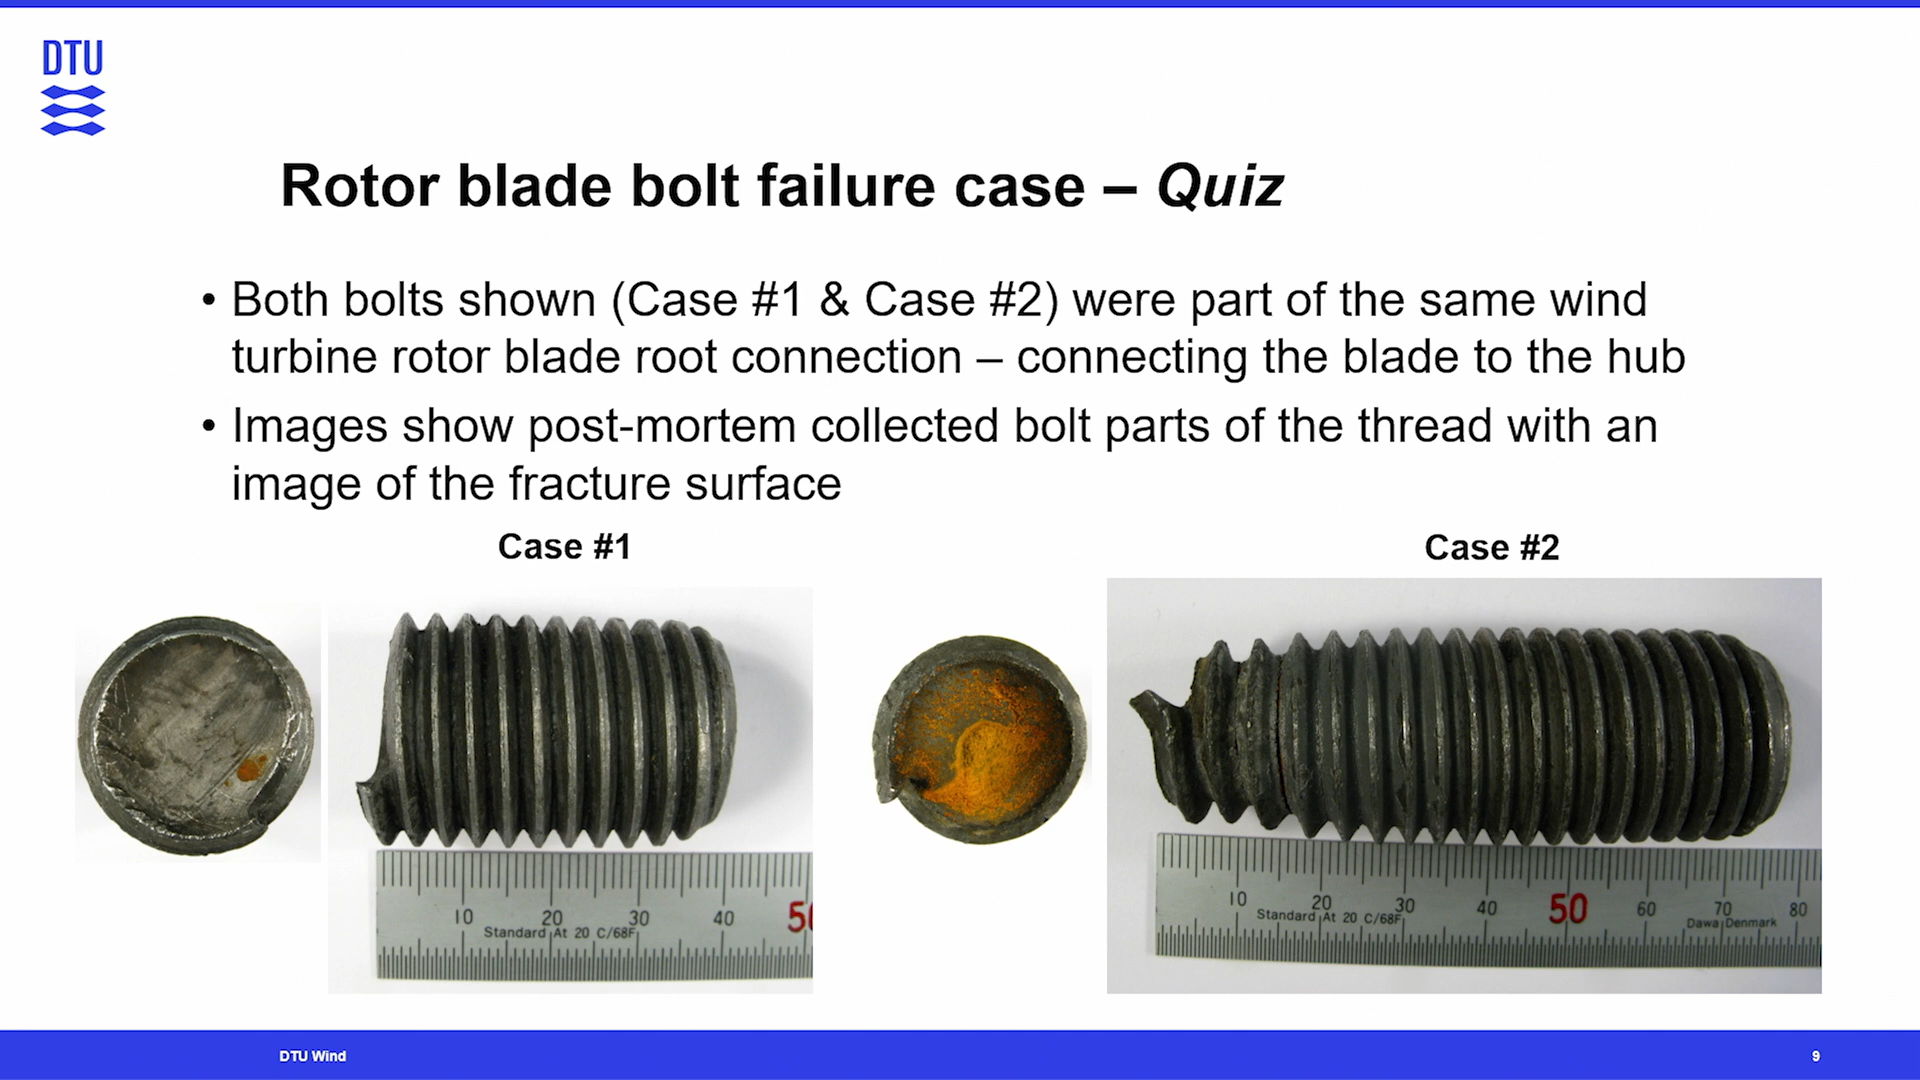 DTU
Rotor blade bolt failure case – Quiz
• Both bolts shown (Case #1 & Case #2) were part of the same wind
turbine rotor blade root connection – connecting the blade to the hub
• Images show post-mortem collected bolt parts of the thread with an
image of the fracture surface
Case #1
Case #2
10 20 30 40 50
Standard At 20 C/68F
10 20 30 40 50 60 70 80
Standard At 20 C/68F
Dawa Denmark
DTU Wind
9